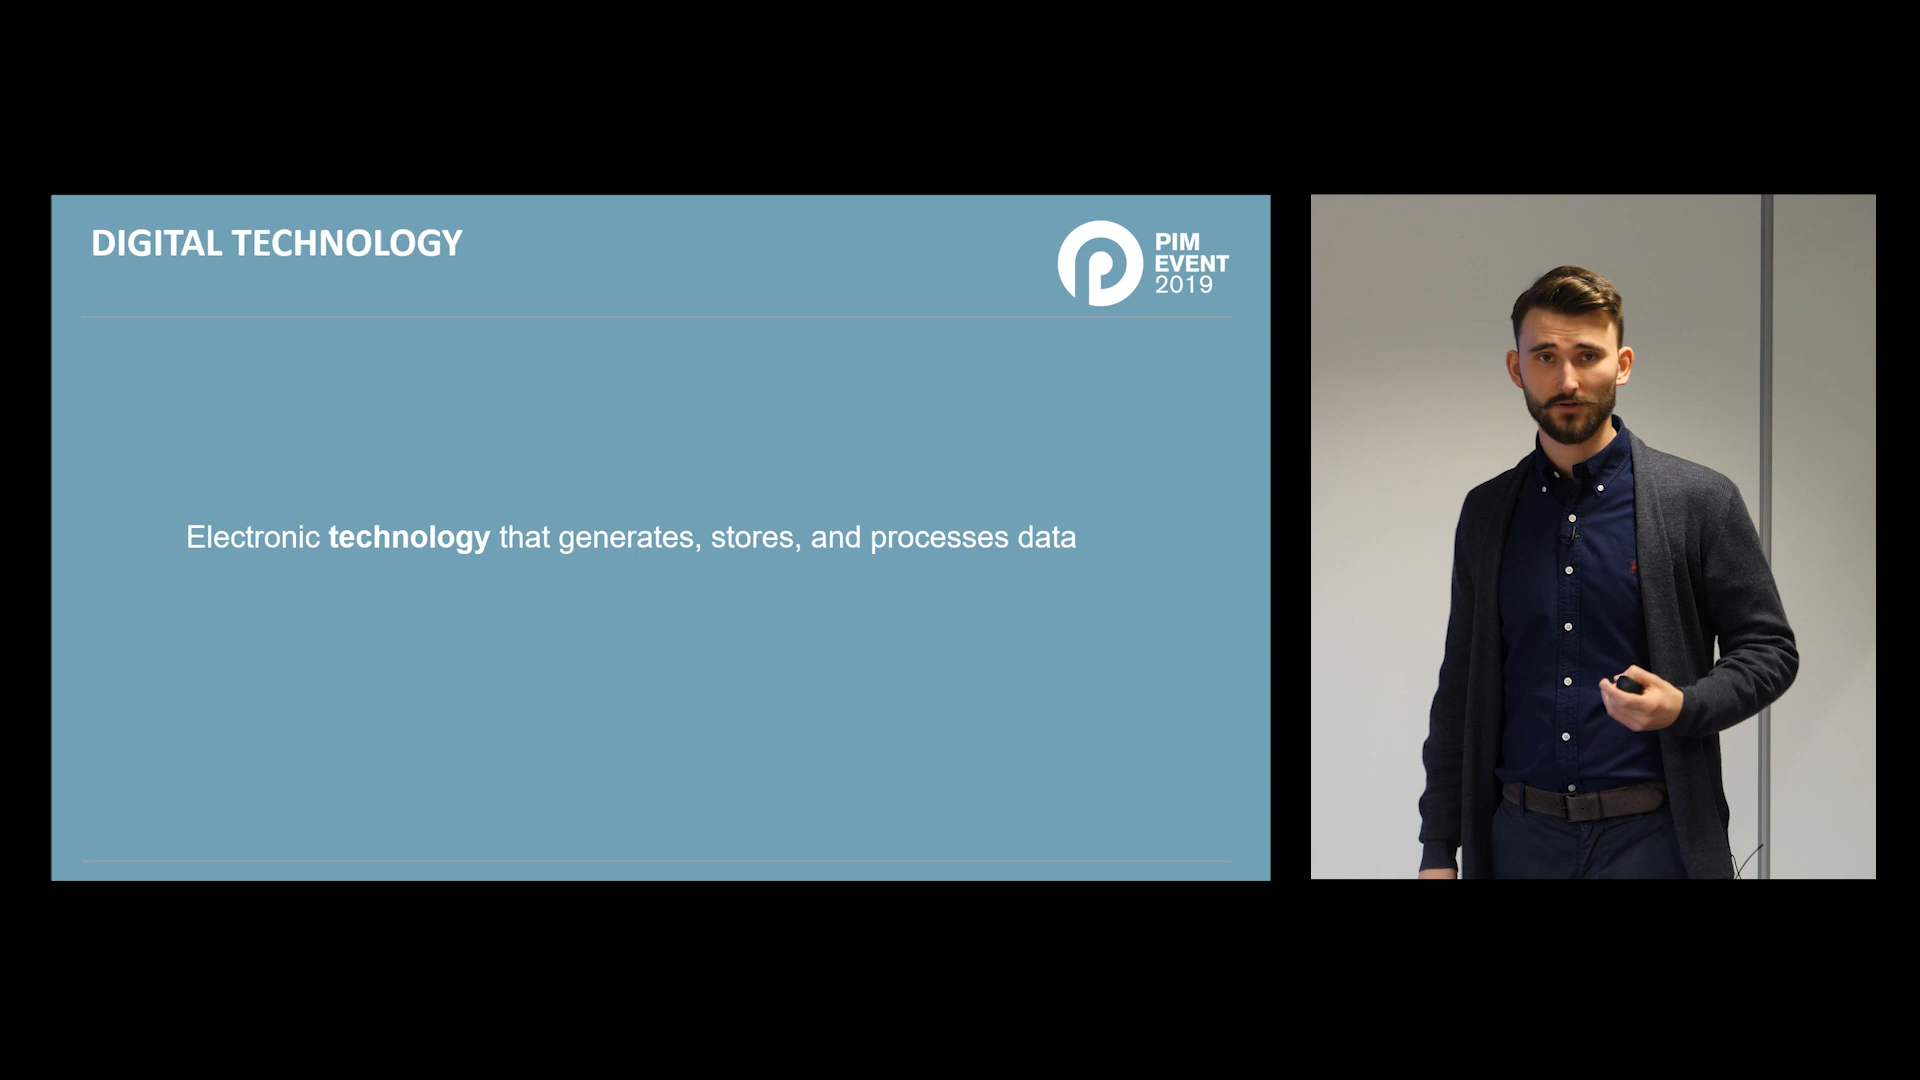 DIGITAL TECHNOLOGY
PIM
EVENT
2019
Electronic technology that generates, stores, and processes data